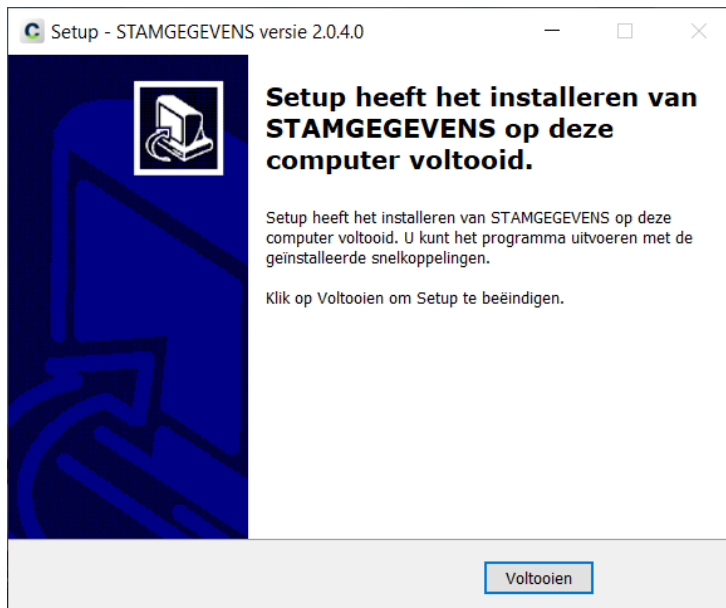 Setup - STAMGEGEVENS versie 2.0.4.0
Setup heeft het installeren van
STAMGEGEVENS op deze
computer voltooid.
Setup heeft het installeren van STAMGEGEVENS op deze
computer voltooid. U kunt het programma uitvoeren met de
geïnstalleerde snelkoppelingen.
Klik op Voltooien om Setup te beëindigen.
Voltooien